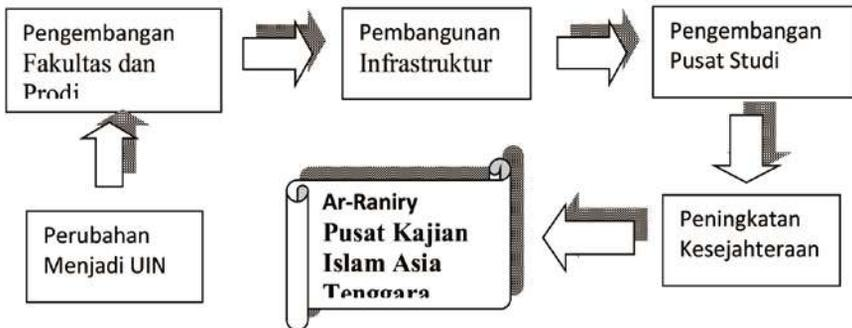 Pengembangan
Fakultas dan
Prodi
Pembangunan
Infrastruktur
Pengembangan
Pusat Studi
Peningkatan
Kesejahteraan
Ar-Raniry
Pusat Kajian
Islam Asia
Tenggara
Perubahan
Menjadi UIN